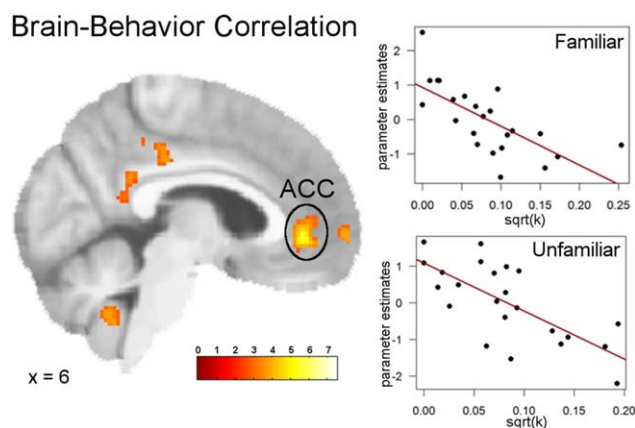 Brain-Behavior Correlation
ACC
0 1 2 3 4 5 6 7
x = 6
Familiar
parameter estimates
2
1
0
-1
0.00 0.05 0.10 0.15 0.20 0.25
sqrt(k)
Unfamiliar
parameter estimates
1
0
-1
-2
0.00 0.05 0.10 0.15 0.20
sqrt(k)